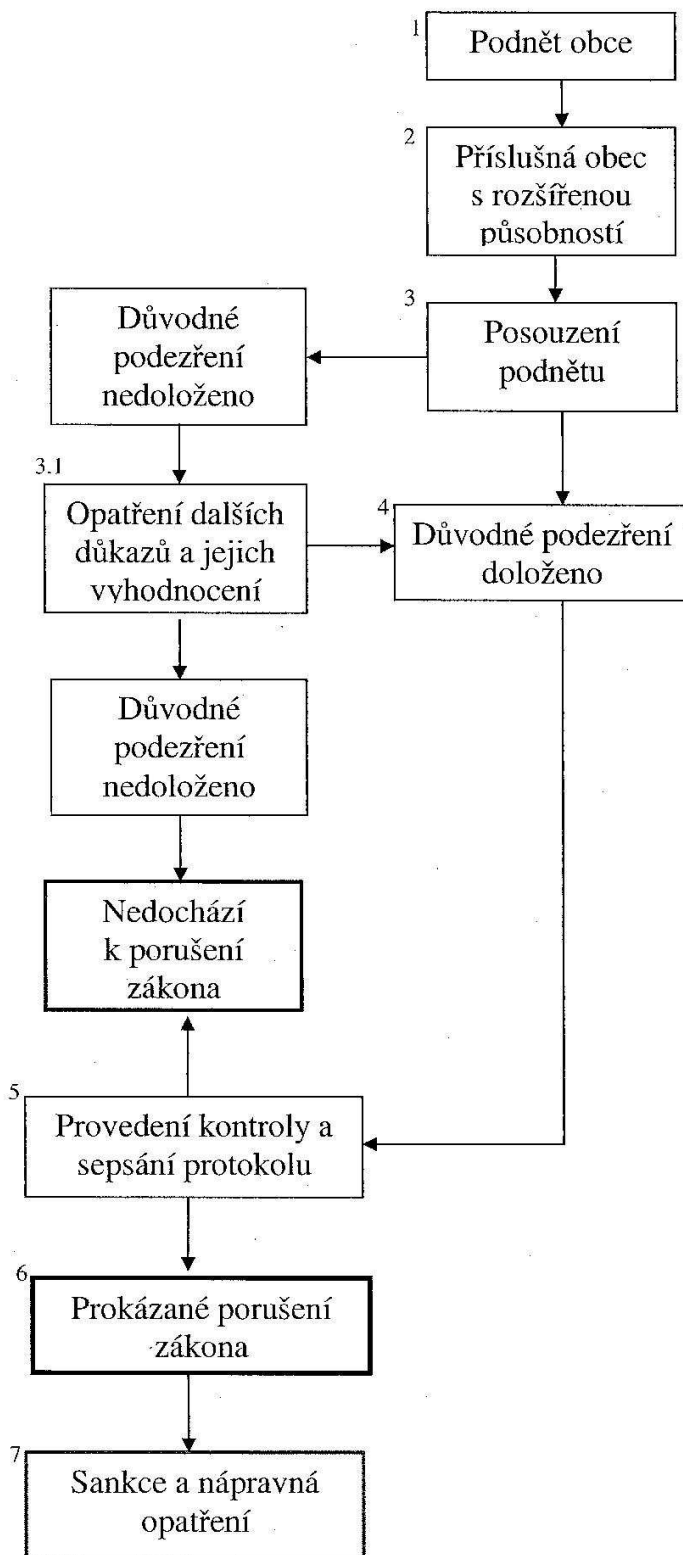 1
Podnět obce
2
Příslušná obec
s rozšířenou
působností
3
Posouzení
podnětu
Důvodné
podezření
nedoloženo
3.1
Opatření dalších
důkazů a jejich
vyhodnocení
4
Důvodné podezření
doloženo
Důvodné
podezření
nedoloženo
Nedochází
k porušení
zákona
5
Provedení kontroly a
sepsání protokolu
6
Prokázané porušení
zákona
7
Sankce a nápravná
opatření